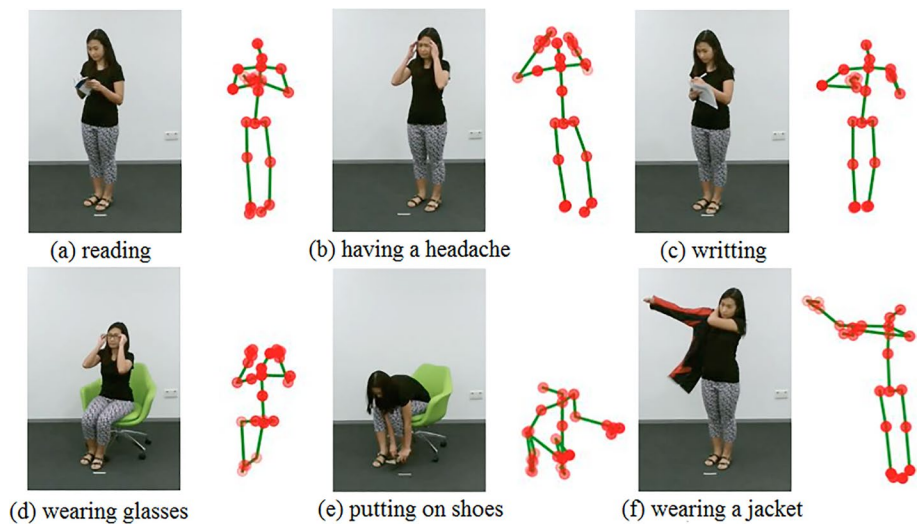 (a) reading
(b) having a headache
(c) writting
(d) wearing glasses
(e) putting on shoes
(f) wearing a jacket